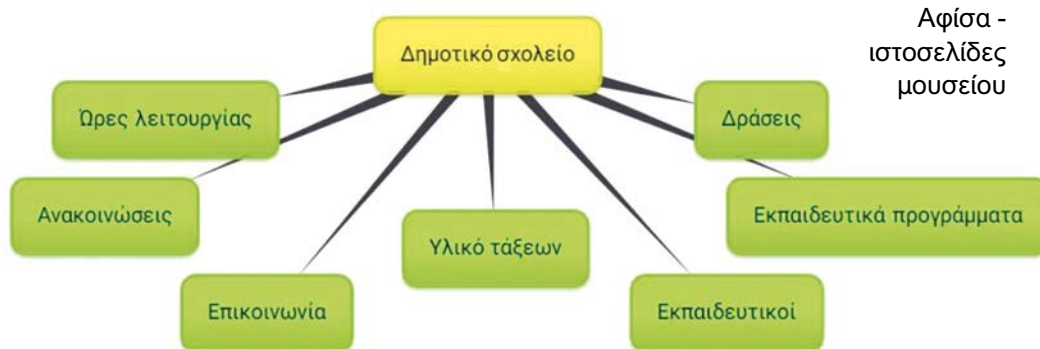 Δημοτικό σχολείο
Αφίσα -
ιστοσελίδες
μουσείου
Ώρες λειτουργίας
Δράσεις
Ανακοινώσεις
Εκπαιδευτικά προγράμματα
Υλικό τάξεων
Επικοινωνία
Εκπαιδευτικοί